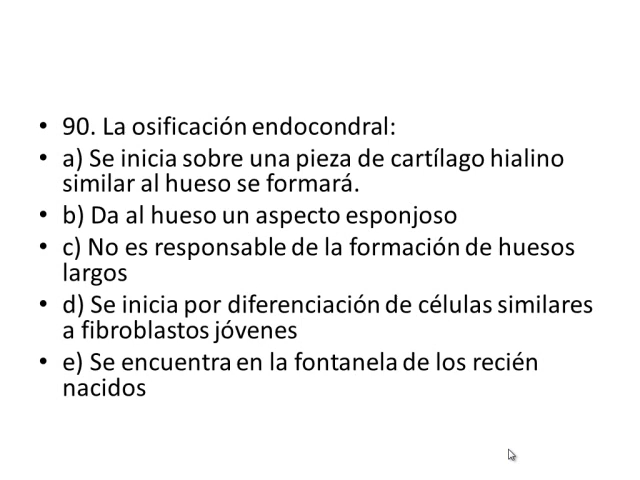 • 90. La osificación endocondral:
• a) Se inicia sobre una pieza de cartílago hialino
similar al hueso se formará.
• b) Da al hueso un aspecto esponjoso
• c) No es responsable de la formación de huesos
largos
• d) Se inicia por diferenciación de células similares
a fibroblastos jóvenes
• e) Se encuentra en la fontanela de los recién
nacidos